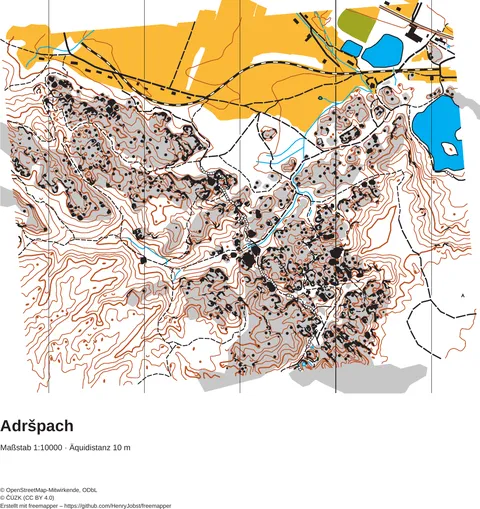 Adršpach
Maßstab 1:10000 · Äquidistanz 10 m
© OpenStreetMap-Mitwirkende, ODbL
© ČÚZK (CC BY 4.0)
Erstellt mit freemapper – https://github.com/HenryJobst/freemapper